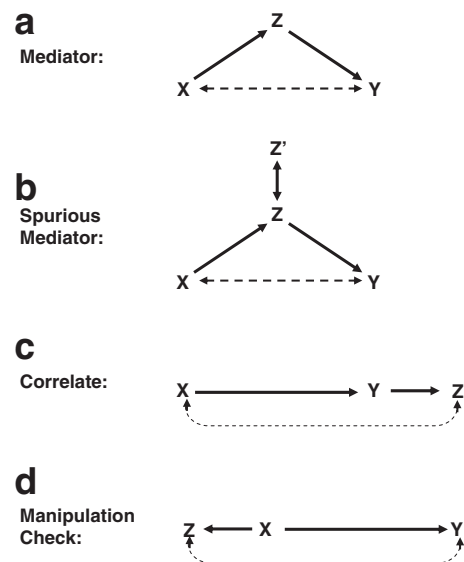 a
Mediator:
Z
X Y
b
Spurious
Mediator:
Z'
Z
X Y
c
Correlate:
X Y Z
d
Manipulation
Check:
Z X Y